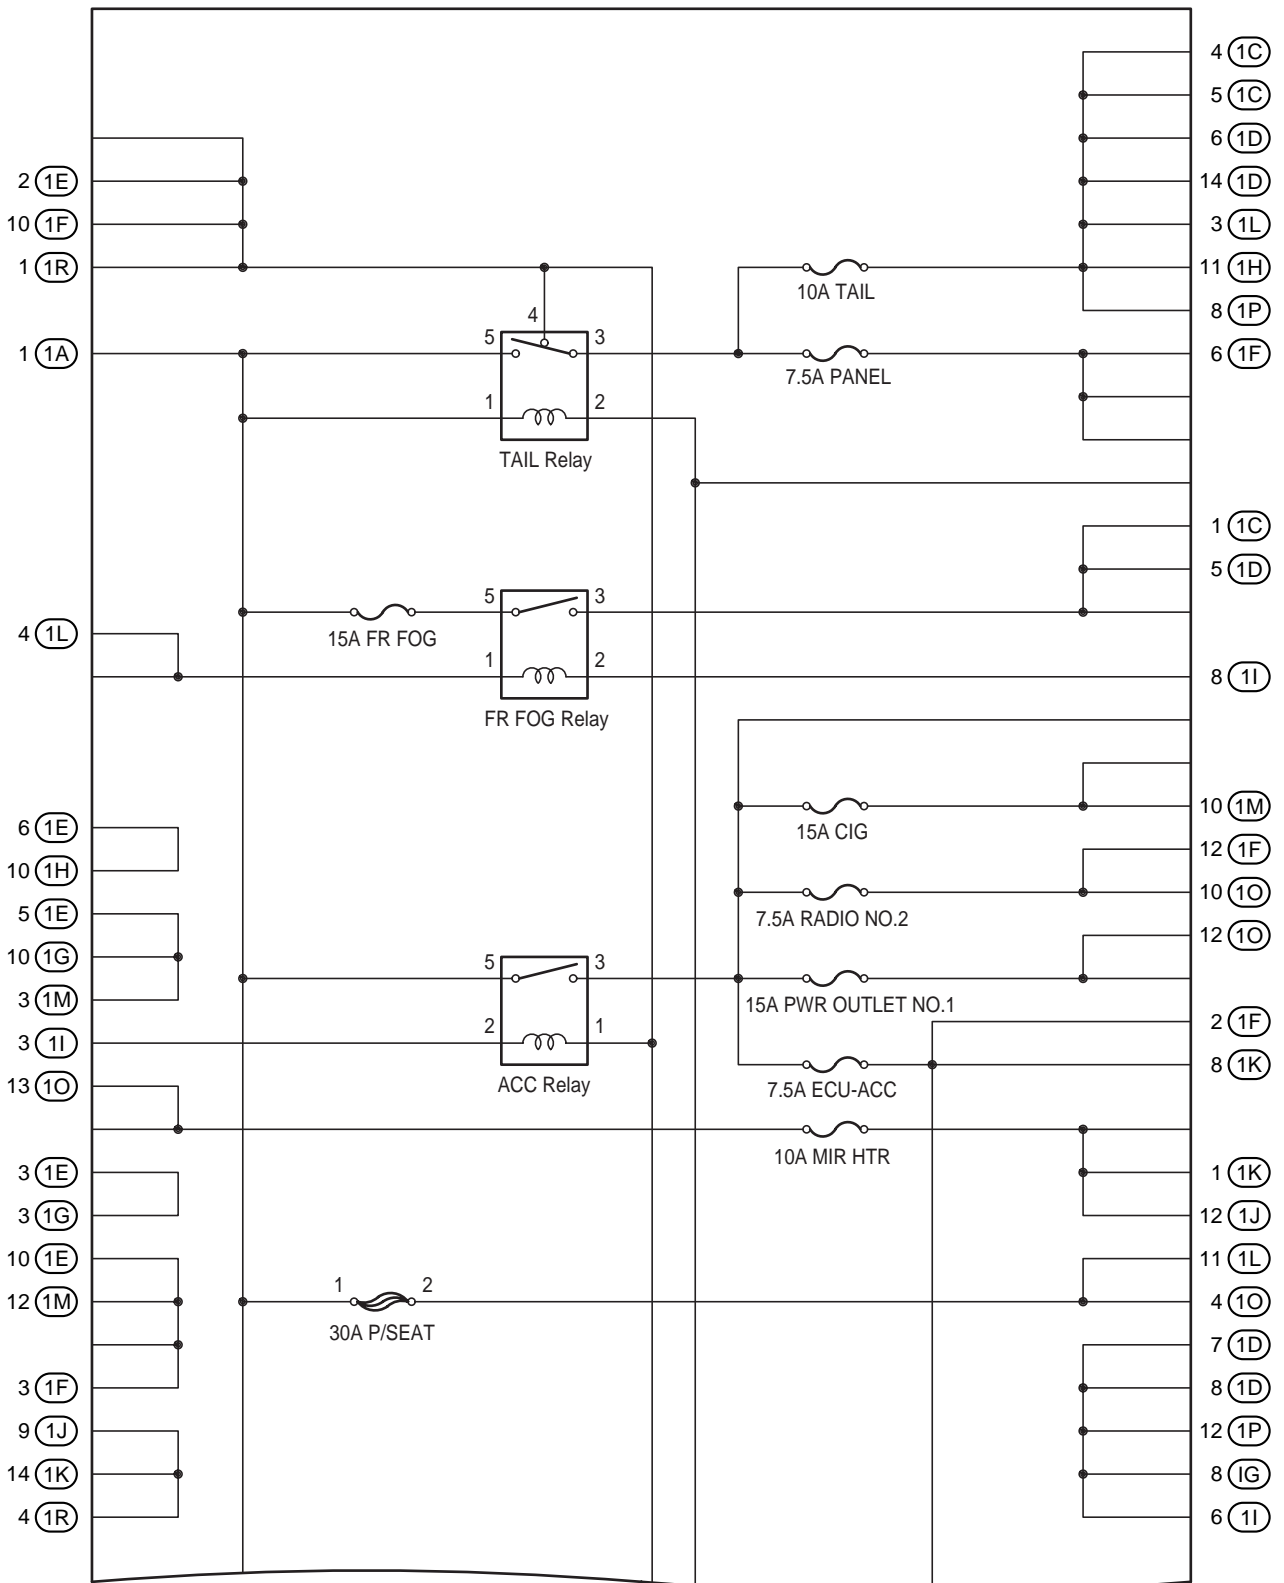 4 1C
5 1C
6 1D
2 1E
14 1D
10 1F
3 1L
1 1R
11 1H
10A TAIL
8 1P
4
5 3
1 1A
6 1F
7.5A PANEL
1 2
TAIL Relay
1 1C
5 1D
5 3
4 1L
15A FR FOG
1 2
8 1I
FR FOG Relay
10 1M
6 1E
15A CIG
12 1F
10 1H
10 1O
5 1E
7.5A RADIO NO.2
12 1O
10 1G
5 3
3 1M
15A PWR OUTLET NO.1
2 1
2 1F
3 1I
8 1K
13 1O
ACC Relay
7.5A ECU-ACC
10A MIR HTR
3 1E
1 1K
3 1G
12 1J
10 1E
11 1L
1 2
12 1M
4 1O
30A P/SEAT
7 1D
3 1F
8 1D
9 1J
12 1P
14 1K
8 IG
4 1R
6 1I